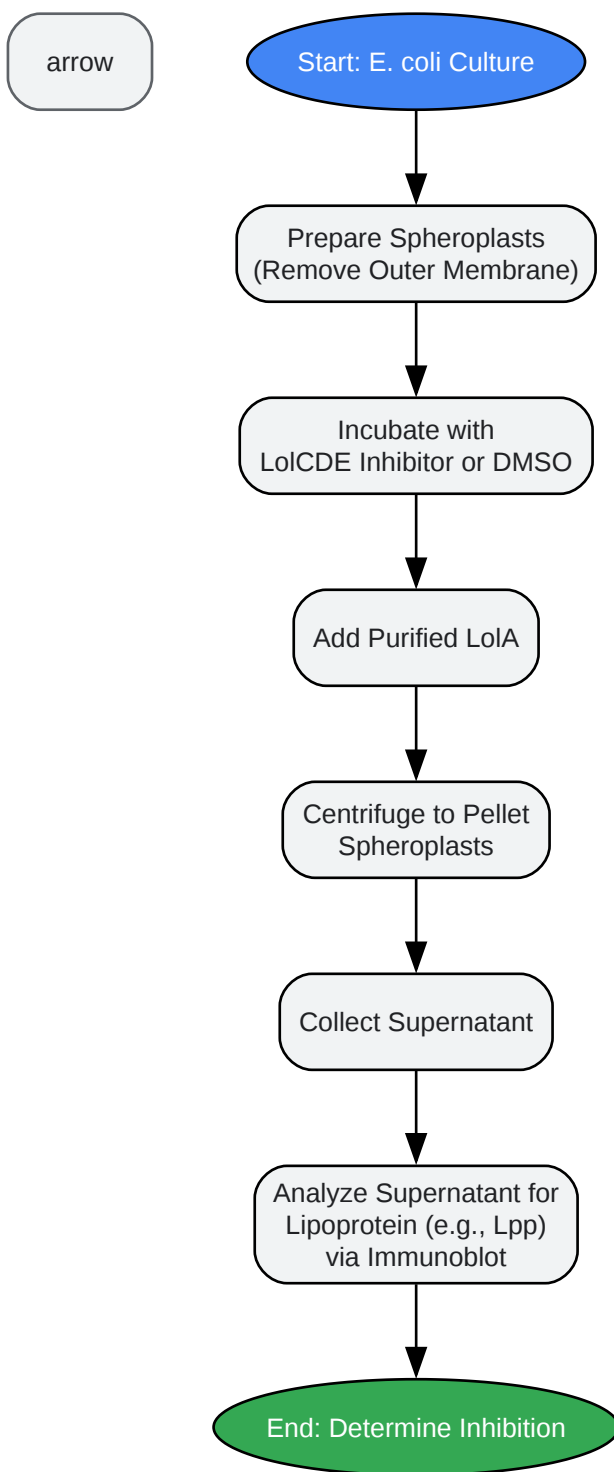 arrow
Start: E. coli Culture
Prepare Spheroplasts
(Remove Outer Membrane)
Incubate with
LolCDE Inhibitor or DMSO
Add Purified LolA
Centrifuge to Pellet
Spheroplasts
Collect Supernatant
Analyze Supernatant for
Lipoprotein (e.g., Lpp)
via Immunoblot
End: Determine Inhibition